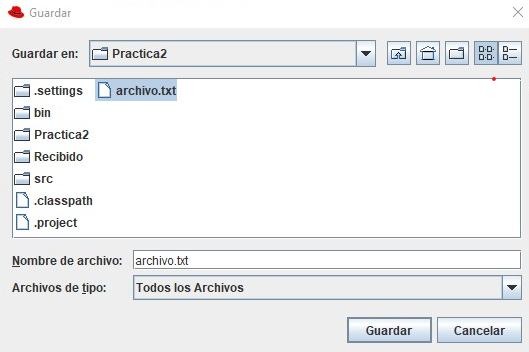 Guardar
Guardar en: Practica2
.settings archivo.txt
bin
Practica2
Recibido
src
.classpath
.project
Nombre de archivo: archivo.txt
Archivos de tipo: Todos los Archivos
Guardar Cancelar